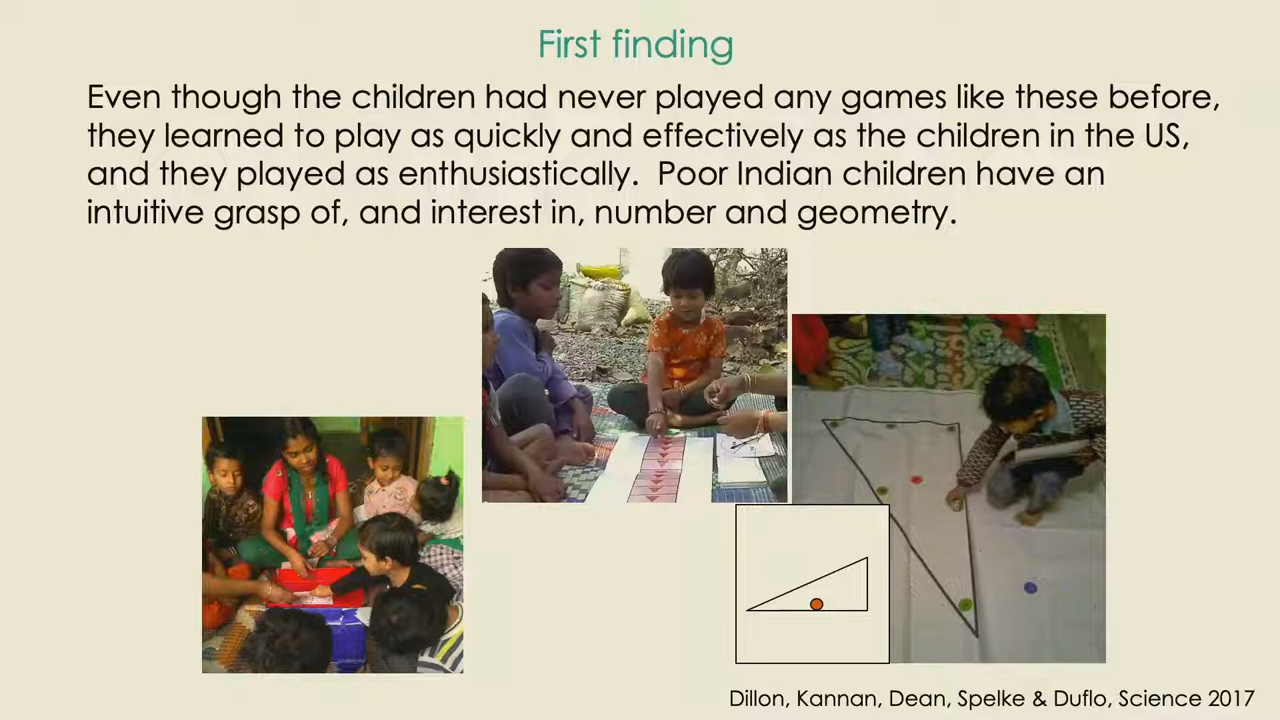 First finding
Even though the children had never played any games like these before,
they learned to play as quickly and effectively as the children in the US,
and they played as enthusiastically.  Poor Indian children have an
intuitive grasp of, and interest in, number and geometry.
Dillon, Kannan, Dean, Spelke & Duflo, Science 2017